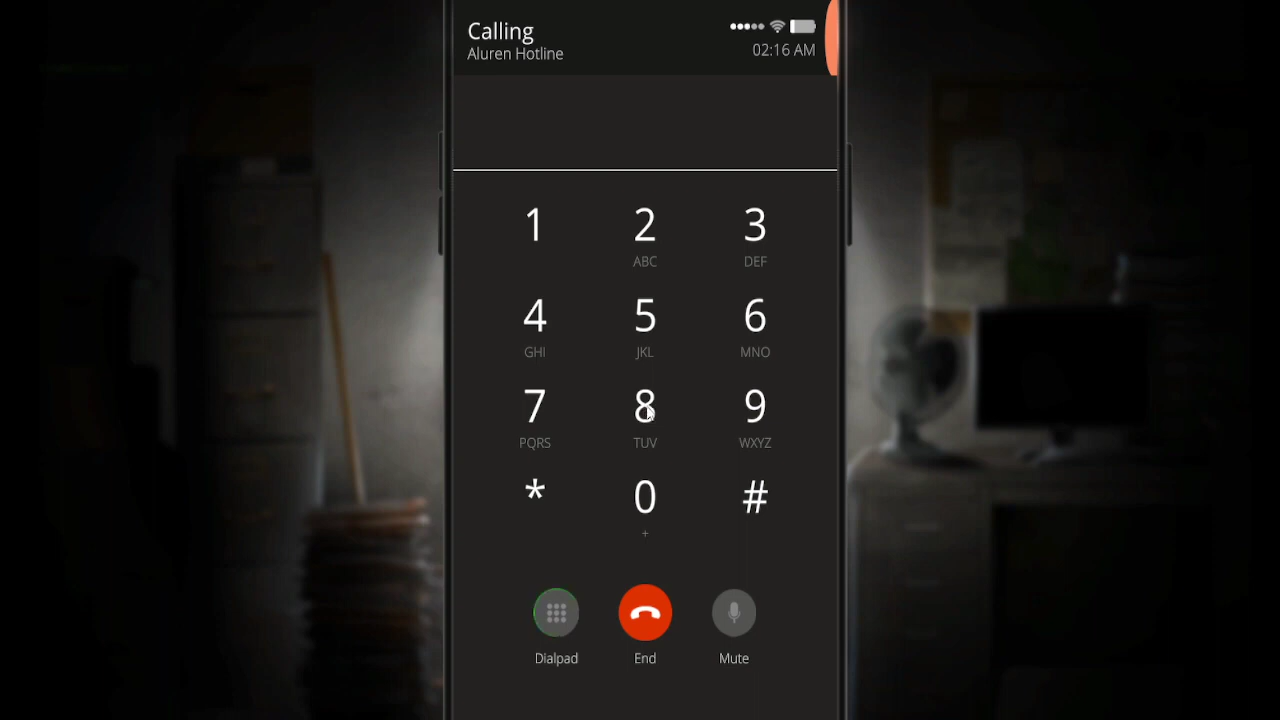 Calling
Aluren Hotline
02:16 AM
1 2 3
ABC DEF
4 5 6
GHI JKL MNO
7 8 9
PQRS TUV WXYZ
* 0 #
+
Dialpad End Mute